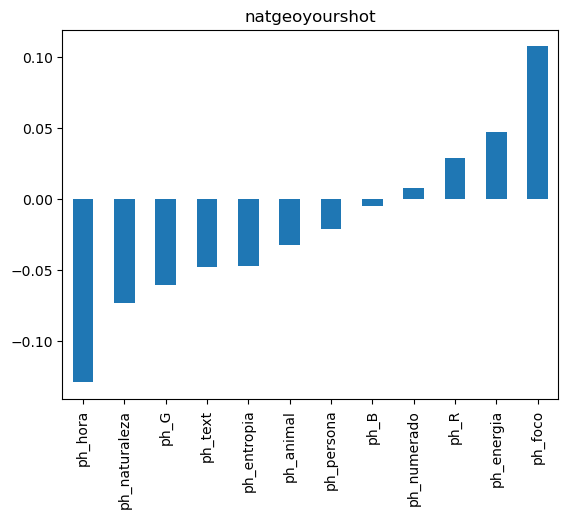 natgeoyourshot
0.10
0.05
0.00
−0.05
−0.10
ph_hora
ph_naturaleza
ph_G
ph_text
ph_entropia
ph_animal
ph_persona
ph_B
ph_numerado
ph_R
ph_energia
ph_foco